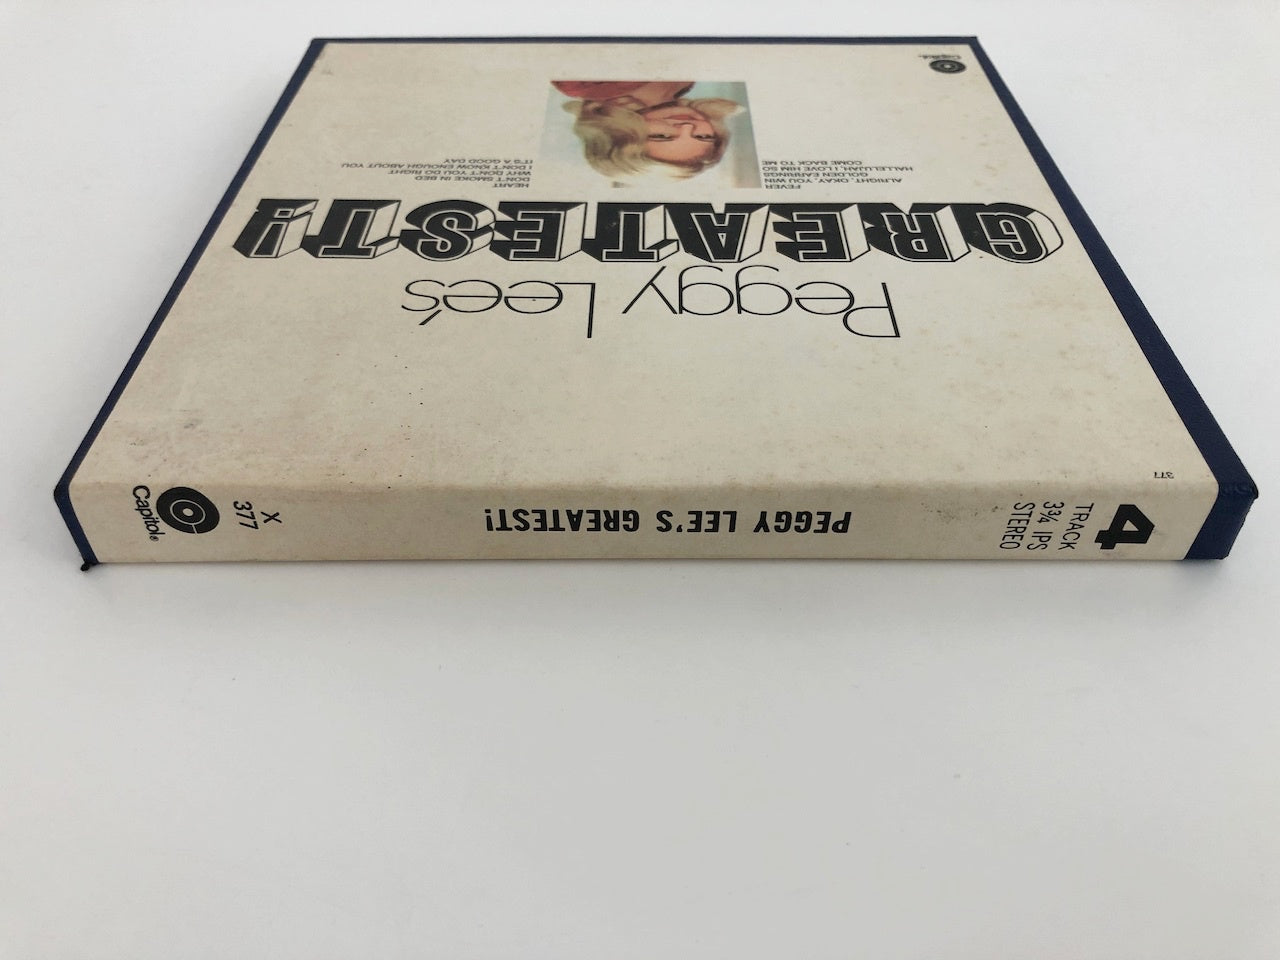 Peggy Lee's
GREATEST!
FEVER
ALRIGHT, OKAY, YOU WIN
GOLDEN EARRINGS
HALLELUJAH, I LOVE HIM SO
COME BACK TO ME
HEART
DON'T SMOKE IN BED
WHY DON'T YOU DO RIGHT
I DON'T KNOW ENOUGH ABOUT YOU
IT'S A GOOD DAY
Capitol
377
4 TRACK
3¾ IPS
STEREO
PEGGY LEE'S GREATEST!
X
377
Capitol®